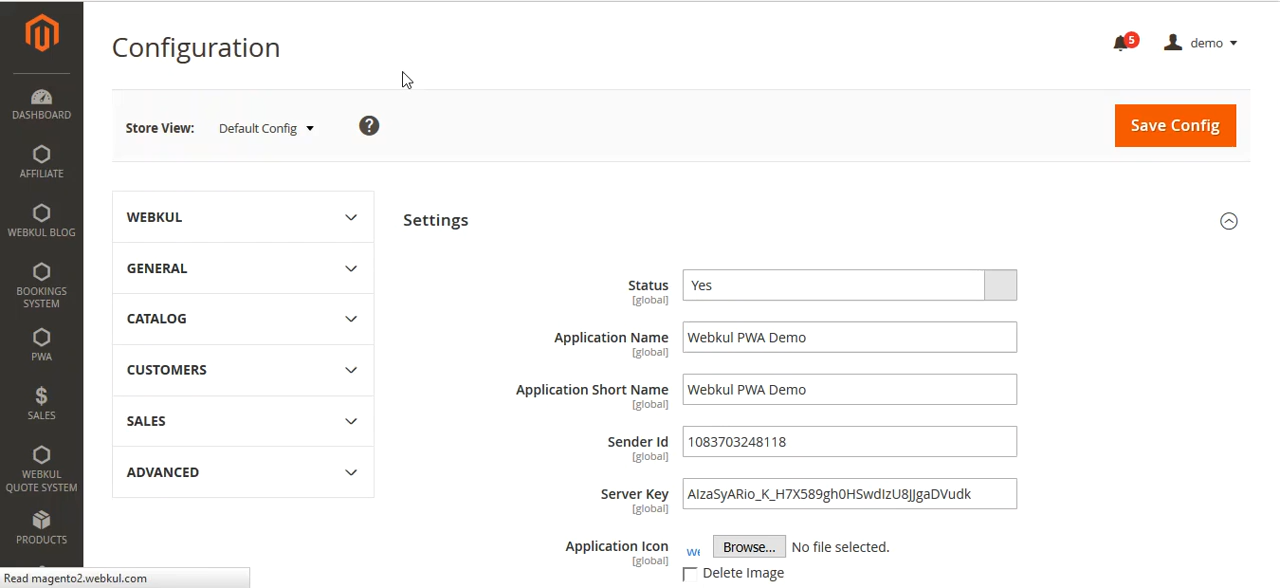 Configuration
5
demo
Store View:
Default Config
?
Save Config
DASHBOARD
AFFILIATE
WEBKUL BLOG
BOOKINGS
SYSTEM
PWA
SALES
WEBKUL
QUOTE SYSTEM
PRODUCTS
WEBKUL
GENERAL
CATALOG
CUSTOMERS
SALES
ADVANCED
Settings
Status
[global]
Yes
Application Name
[global]
Webkul PWA Demo
Application Short Name
[global]
Webkul PWA Demo
Sender Id
[global]
1083703248118
Server Key
[global]
AIzaSyARio_K_H7X589gh0HSwdIzU8JJgaDVudk
Application Icon
[global]
we
Browse... No file selected.
Delete Image
Read magento2.webkul.com